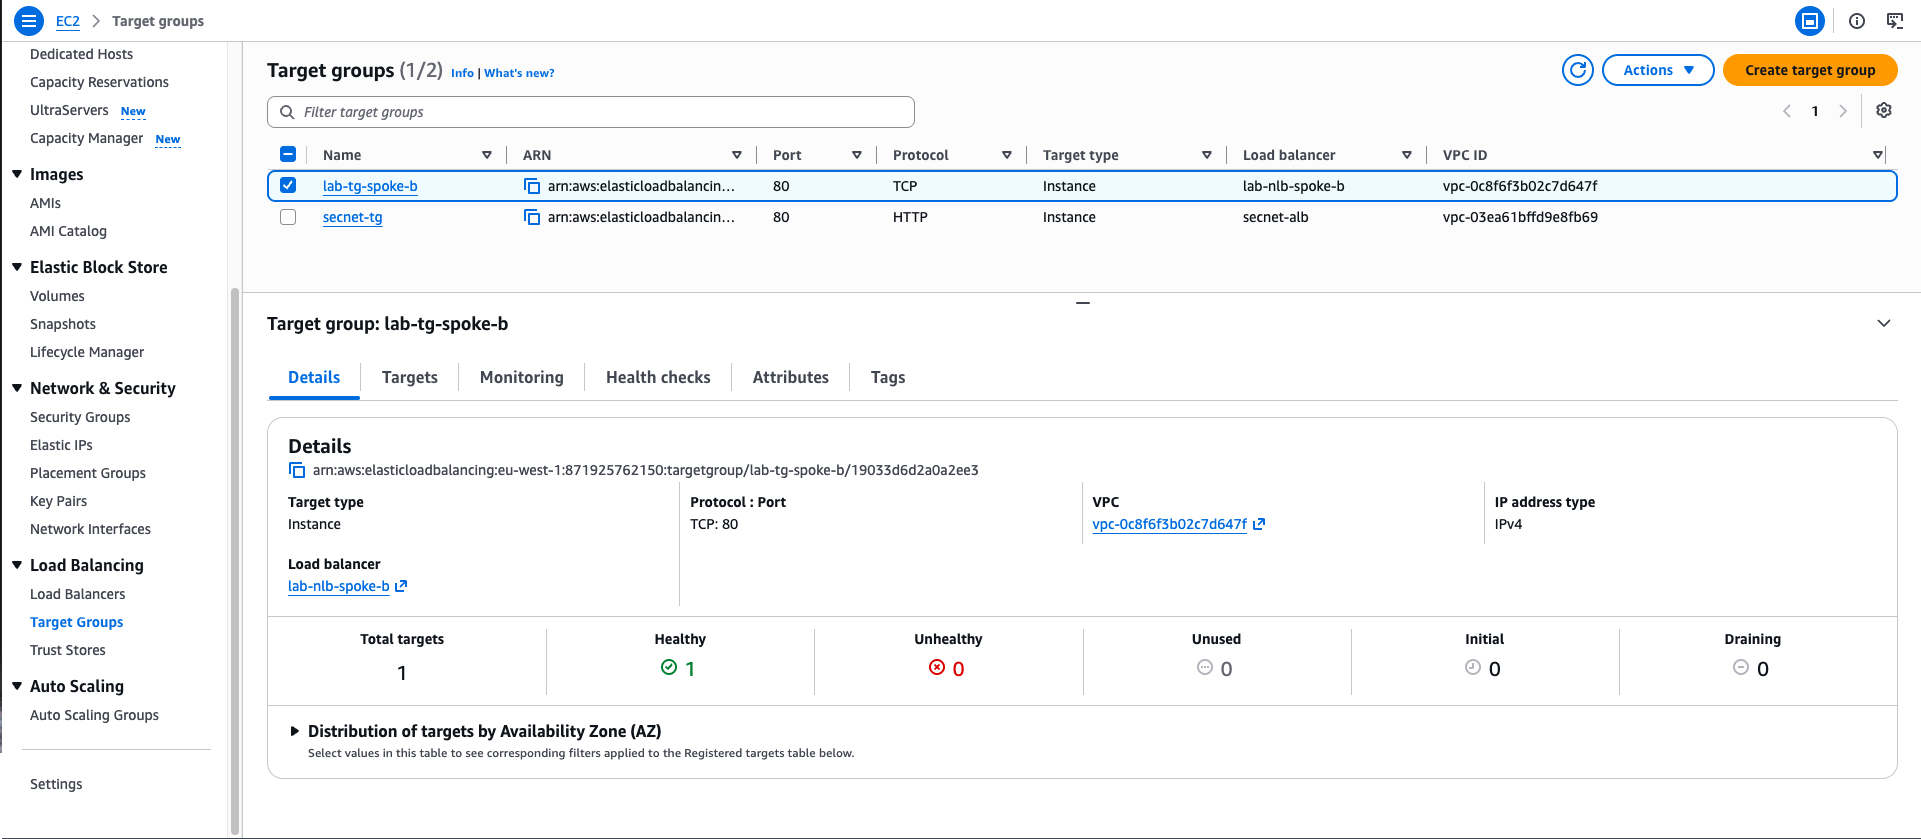 EC2 > Target groups
Dedicated Hosts
Capacity Reservations
UltraServers New
Capacity Manager New
Images
AMIs
AMI Catalog
Elastic Block Store
Volumes
Snapshots
Lifecycle Manager
Network & Security
Security Groups
Elastic IPs
Placement Groups
Key Pairs
Network Interfaces
Load Balancing
Load Balancers
Target Groups
Trust Stores
Auto Scaling
Auto Scaling Groups
Settings
Target groups (1/2) Info | What's new?
Actions
Create target group
Filter target groups
1
Name ARN Port Protocol Target type Load balancer VPC ID
lab-tg-spoke-b arn:aws:elasticloadbalancin... 80 TCP Instance lab-nlb-spoke-b vpc-0c8f6f3b02c7d647f
secnet-tg arn:aws:elasticloadbalancin... 80 HTTP Instance secnet-alb vpc-03ea61bffd9e8fb69
Target group: lab-tg-spoke-b
Details Targets Monitoring Health checks Attributes Tags
Details
arn:aws:elasticloadbalancing:eu-west-1:871925762150:targetgroup/lab-tg-spoke-b/19033d6d2a0a2ee3
Target type
Instance
Protocol : Port
TCP: 80
VPC
vpc-0c8f6f3b02c7d647f
IP address type
IPv4
Load balancer
lab-nlb-spoke-b
Total targets
1
Healthy
1
Unhealthy
0
Unused
0
Initial
0
Draining
0
Distribution of targets by Availability Zone (AZ)
Select values in this table to see corresponding filters applied to the Registered targets table below.